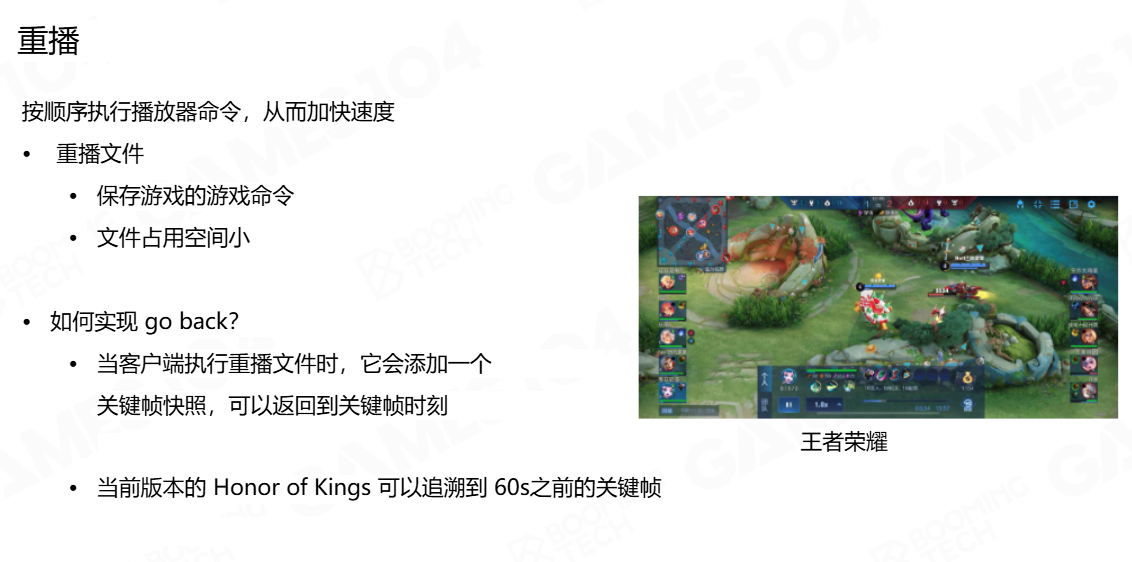 重播
按顺序执行播放器命令，从而加快速度
• 重播文件
• 保存游戏的游戏命令
• 文件占用空间小
• 如何实现 go back？
• 当客户端执行重播文件时，它会添加一个
关键帧快照，可以返回到关键帧时刻
1.0x
王者荣耀
• 当前版本的 Honor of Kings 可以追溯到 60s之前的关键帧
GAMES 104
BOOMING TECH